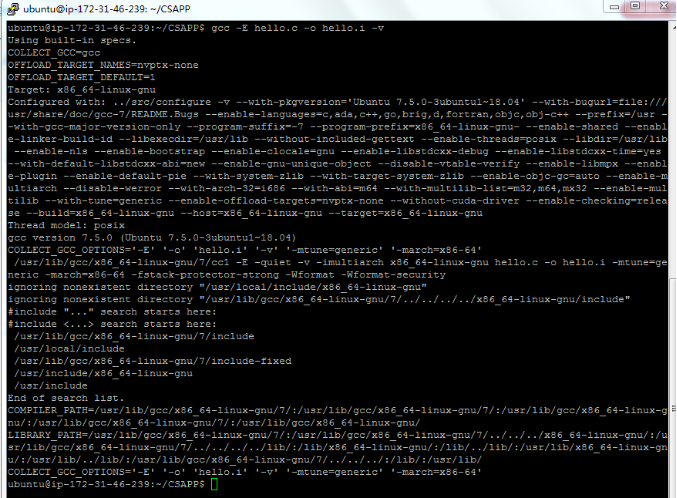 ubuntu@ip-172-31-46-239: ~/CSAPP
ubuntu@ip-172-31-46-239:~/CSAPP$ gcc -E hello.c -o hello.i -v
Using built-in specs.
COLLECT_GCC=gcc
OFFLOAD_TARGET_NAMES=nvptx-none
OFFLOAD_TARGET_DEFAULT=1
Target: x86_64-linux-gnu
Configured with: ../src/configure -v --with-pkgversion='Ubuntu 7.5.0-3ubuntu1~18.04' --with-bugurl=file:///
usr/share/doc/gcc-7/README.Bugs --enable-languages=c,ada,c++,go,brig,d,fortran,objc,obj-c++ --prefix=/usr -
-with-gcc-major-version-only --program-suffix=-7 --program-prefix=x86_64-linux-gnu- --enable-shared --enabl
e-linker-build-id --libexecdir=/usr/lib --without-included-gettext --enable-threads=posix --libdir=/usr/lib
--enable-nls --enable-bootstrap --enable-clocale=gnu --enable-libstdcxx-debug --enable-libstdcxx-time=yes
--with-default-libstdcxx-abi=new --enable-gnu-unique-object --disable-vtable-verify --enable-libmpx --enabl
e-plugin --enable-default-pie --with-system-zlib --with-target-system-zlib --enable-objc-gc=auto --enable-m
ultiarch --disable-werror --with-arch-32=i686 --with-abi=m64 --with-multilib-list=m32,m64,mx32 --enable-mul
tilib --with-tune=generic --enable-offload-targets=nvptx-none --without-cuda-driver --enable-checking=relea
se --build=x86_64-linux-gnu --host=x86_64-linux-gnu --target=x86_64-linux-gnu
Thread model: posix
gcc version 7.5.0 (Ubuntu 7.5.0-3ubuntu1~18.04)
COLLECT_GCC_OPTIONS='-E' '-o' 'hello.i' '-v' '-mtune=generic' '-march=x86-64'
/usr/lib/gcc/x86_64-linux-gnu/7/cc1 -E -quiet -v -imultiarch x86_64-linux-gnu hello.c -o hello.i -mtune=ge
neric -march=x86-64 -fstack-protector-strong -Wformat -Wformat-security
ignoring nonexistent directory "/usr/local/include/x86_64-linux-gnu"
ignoring nonexistent directory "/usr/lib/gcc/x86_64-linux-gnu/7/../../../../x86_64-linux-gnu/include"
#include "..." search starts here:
#include <...> search starts here:
/usr/lib/gcc/x86_64-linux-gnu/7/include
/usr/local/include
/usr/lib/gcc/x86_64-linux-gnu/7/include-fixed
/usr/include/x86_64-linux-gnu
/usr/include
End of search list.
COMPILER_PATH=/usr/lib/gcc/x86_64-linux-gnu/7/:/usr/lib/gcc/x86_64-linux-gnu/7/:/usr/lib/gcc/x86_64-linux-g
nu/:/usr/lib/gcc/x86_64-linux-gnu/7/:/usr/lib/gcc/x86_64-linux-gnu/
LIBRARY_PATH=/usr/lib/gcc/x86_64-linux-gnu/7/:/usr/lib/gcc/x86_64-linux-gnu/7/../../../x86_64-linux-gnu/:/u
sr/lib/gcc/x86_64-linux-gnu/7/../../../../lib/:/lib/x86_64-linux-gnu/:/lib/../lib/:/usr/lib/x86_64-linux-gn
u/:/usr/lib/../lib/:/usr/lib/gcc/x86_64-linux-gnu/7/../../../:/lib/:/usr/lib/
COLLECT_GCC_OPTIONS='-E' '-o' 'hello.i' '-v' '-mtune=generic' '-march=x86-64'
ubuntu@ip-172-31-46-239:~/CSAPP$